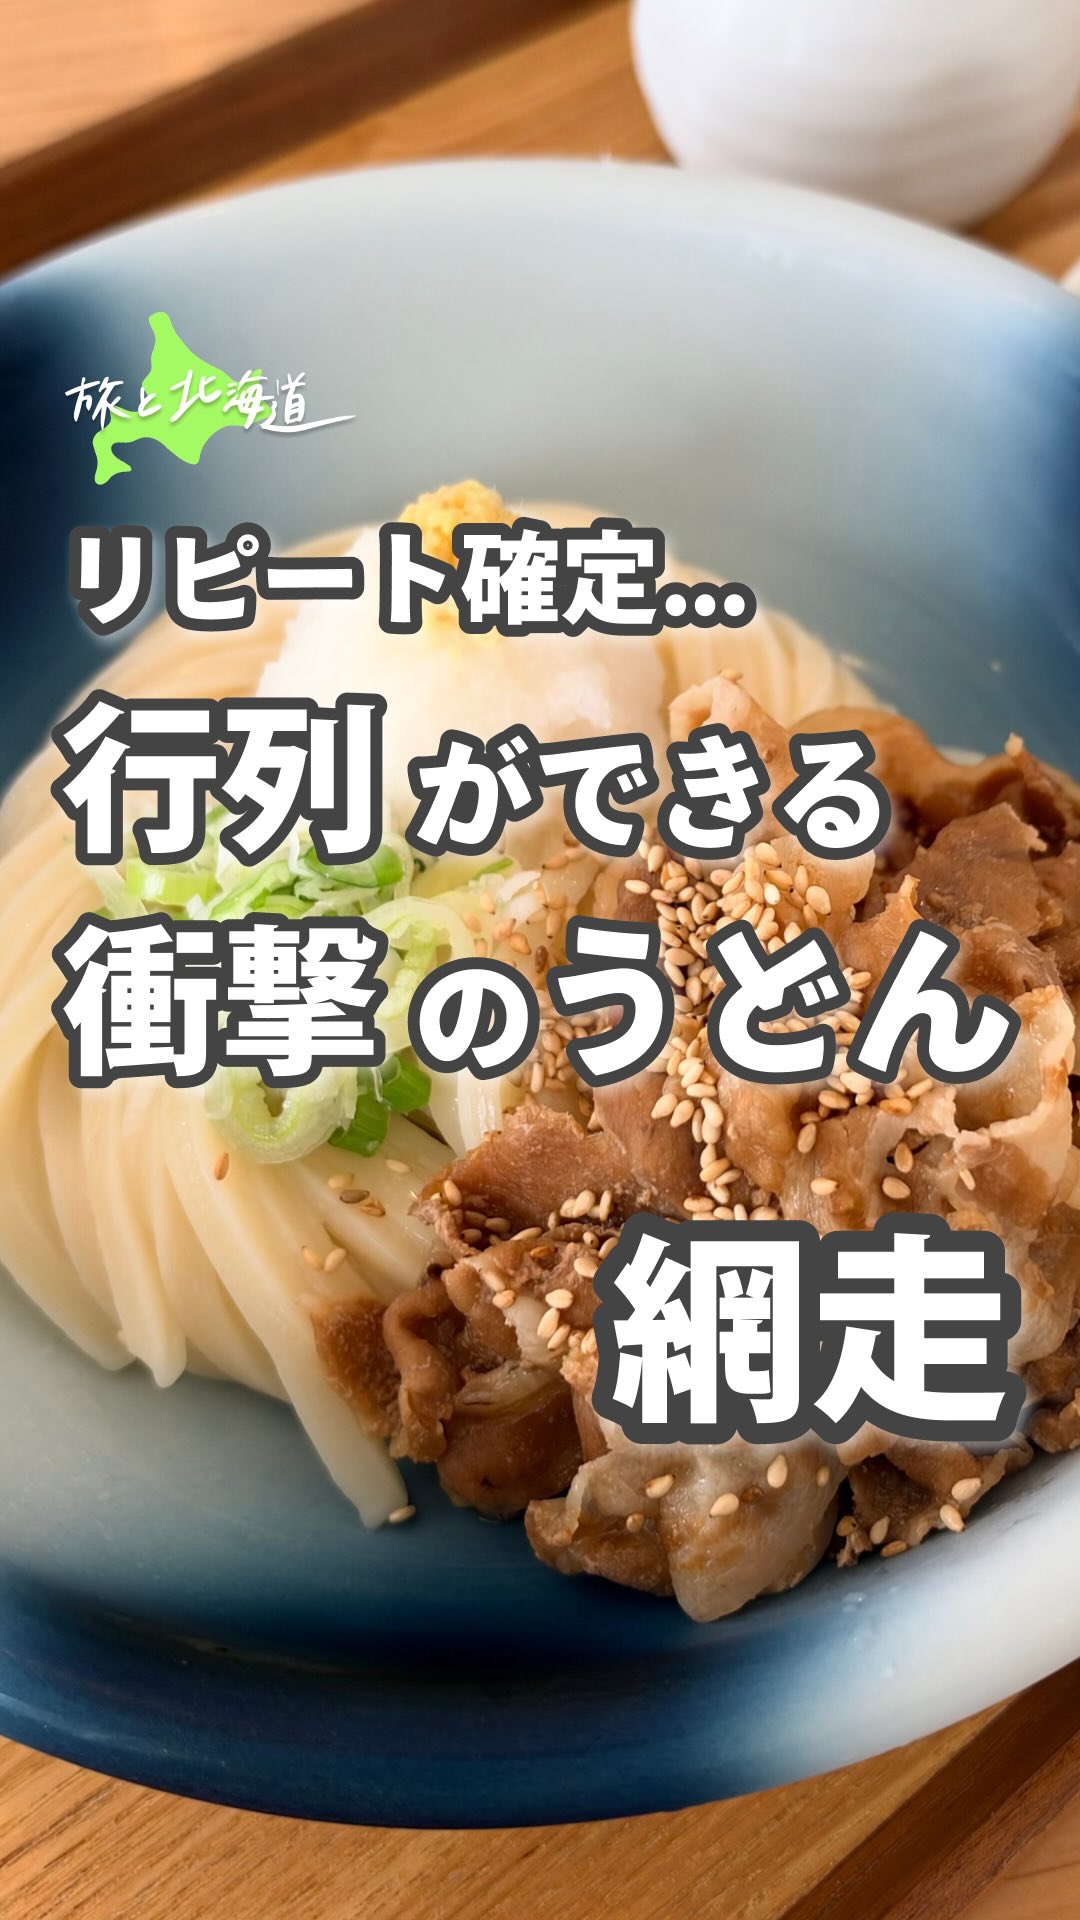 旅と北海道
リピート確定...
行列ができる
衝撃のうどん
網走